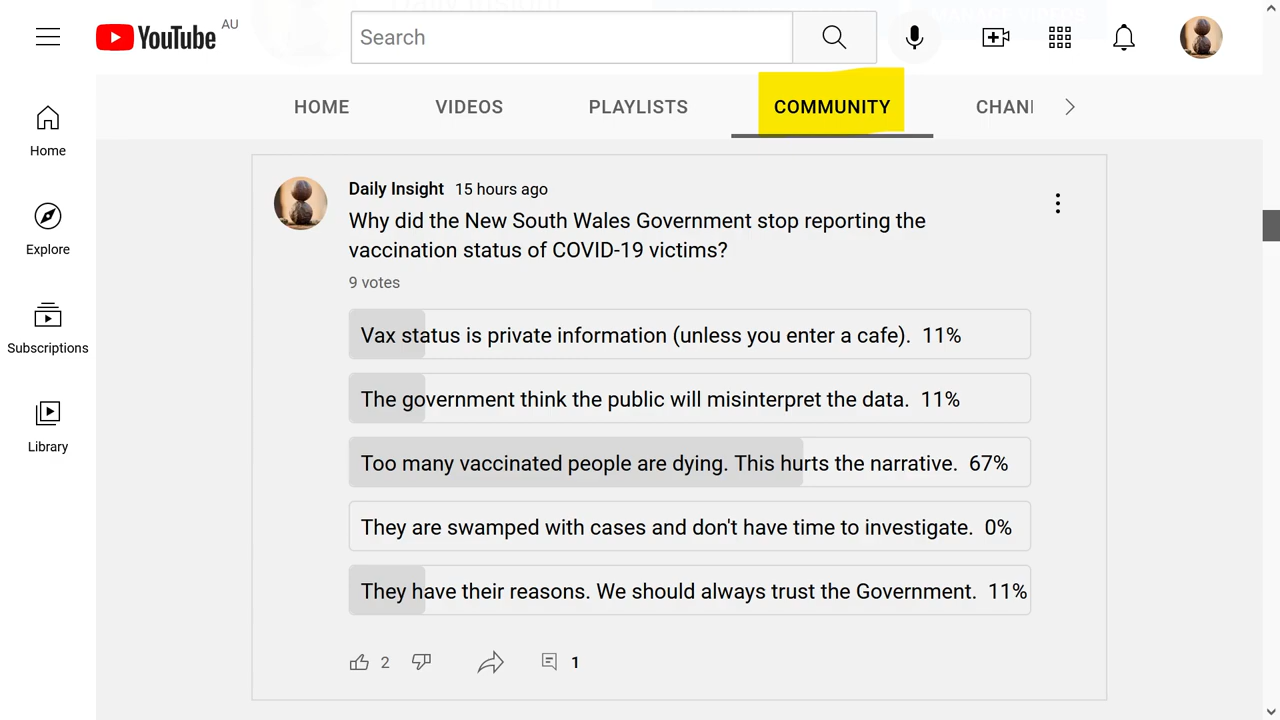 AU
YouTube
Search
HOME
VIDEOS
PLAYLISTS
COMMUNITY
CHANI
Home
Explore
Subscriptions
Library
Daily Insight 15 hours ago
Why did the New South Wales Government stop reporting the
vaccination status of COVID-19 victims?
9 votes
Vax status is private information (unless you enter a cafe). 11%
The government think the public will misinterpret the data. 11%
Too many vaccinated people are dying. This hurts the narrative. 67%
They are swamped with cases and don't have time to investigate. 0%
They have their reasons. We should always trust the Government. 11%
2
1